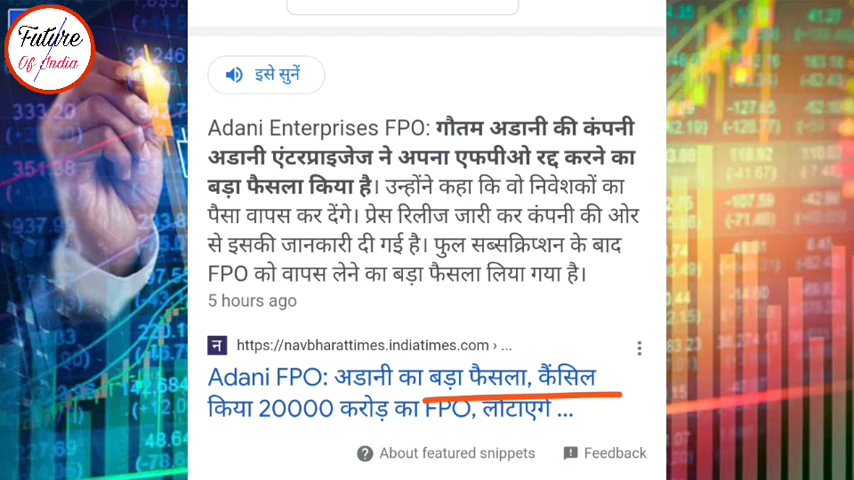 Future
Of India
इसे सुनें
Adani Enterprises FPO: गौतम अडानी की कंपनी
अडानी एंटरप्राइजेज ने अपना एफपीओ रद्द करने का
बड़ा फैसला किया है। उन्होंने कहा कि वो निवेशकों का
पैसा वापस कर देंगे। प्रेस रिलीज जारी कर कंपनी की ओर
से इसकी जानकारी दी गई है। फुल सब्सक्रिप्शन के बाद
FPO को वापस लेने का बड़ा फैसला लिया गया है।
5 hours ago
न https://navbharattimes.indiatimes.com › ...
Adani FPO: अडानी का बड़ा फैसला, कैंसिल
किया 20000 करोड़ का FPO, लौटाएंगे ...
About featured snippets Feedback